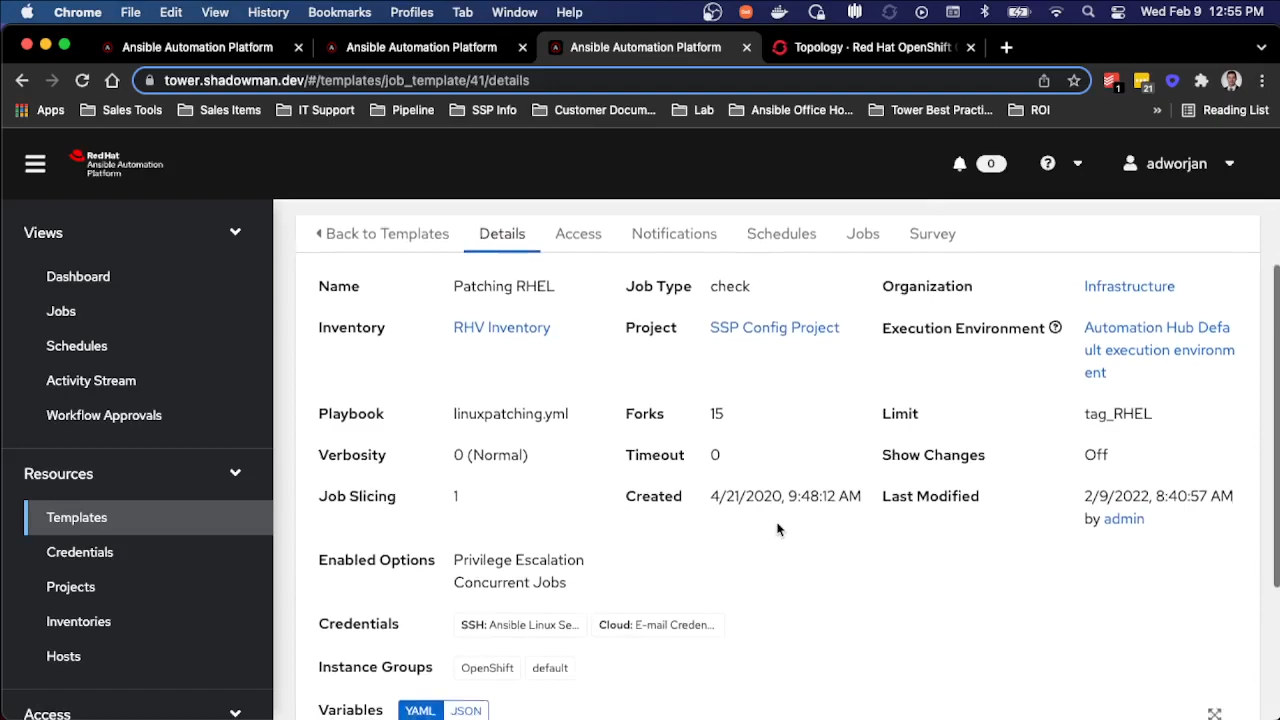 Chrome File Edit View History Bookmarks Profiles Tab Window Help Wed Feb 9 12:55 PM
Ansible Automation Platform Ansible Automation Platform Ansible Automation Platform Topology · Red Hat OpenShift
tower.shadowman.dev/#/templates/job_template/41/details 1 21
Apps Sales Tools Sales Items IT Support Pipeline SSP Info Customer Docum... Lab Ansible Office Ho... Tower Best Practi... ROI » Reading List
Red Hat
Ansible Automation
Platform
0 ? adworjan
Views
Dashboard
Jobs
Schedules
Activity Stream
Workflow Approvals
Resources
Templates
Credentials
Projects
Inventories
Hosts
Access
Back to Templates Details Access Notifications Schedules Jobs Survey
Name Patching RHEL Job Type check Organization Infrastructure
Inventory RHV Inventory Project SSP Config Project Execution Environment Automation Hub Defa
ult execution environm
ent
Playbook linuxpatching.yml Forks 15 Limit tag_RHEL
Verbosity 0 (Normal) Timeout 0 Show Changes Off
Job Slicing 1 Created 4/21/2020, 9:48:12 AM Last Modified 2/9/2022, 8:40:57 AM
by admin
Enabled Options Privilege Escalation
Concurrent Jobs
Credentials SSH: Ansible Linux Se... Cloud: E-mail Creden...
Instance Groups OpenShift default
Variables YAML JSON